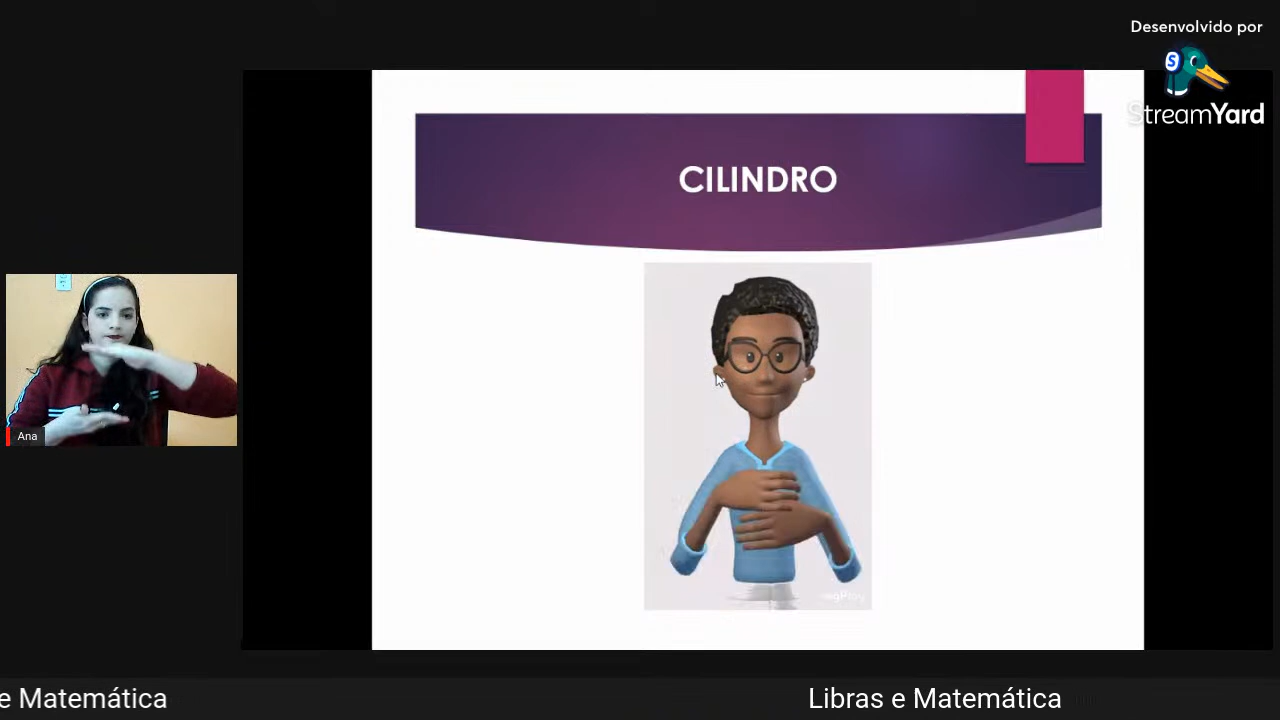 Desenvolvido por
StreamYard
CILINDRO
Ana
e Matemática
Libras e Matemática